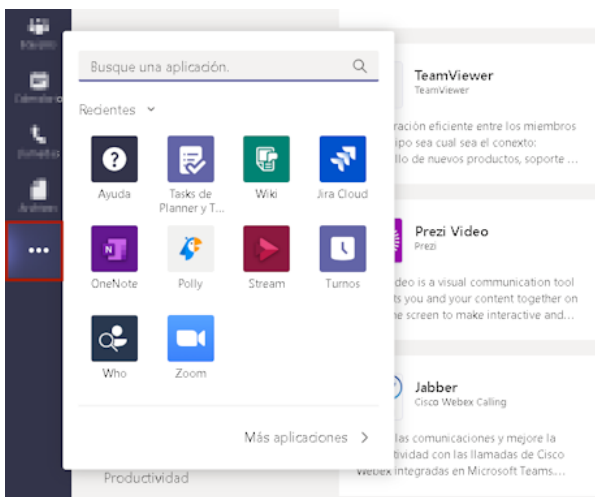 Busque una aplicación.
Recientes
Ayuda
Tasks de
Planner y T...
Wiki
Jira Cloud
OneNote
Polly
Stream
Turnos
Who
Zoom
Más aplicaciones
Productividad
TeamViewer
TeamViewer
ración eficiente entre los miembros
ipo sea cual sea el conexto:
llo de nuevos productos, soporte ...
Prezi Video
Prezi
deo is a visual communication tool
ts you and your content together on
e screen to make interactive and...
Jabber
Cisco Webex Calling
las comunicaciones y mejore la
tividad con las llamadas de Cisco
Webex integradas en Microsoft Teams...